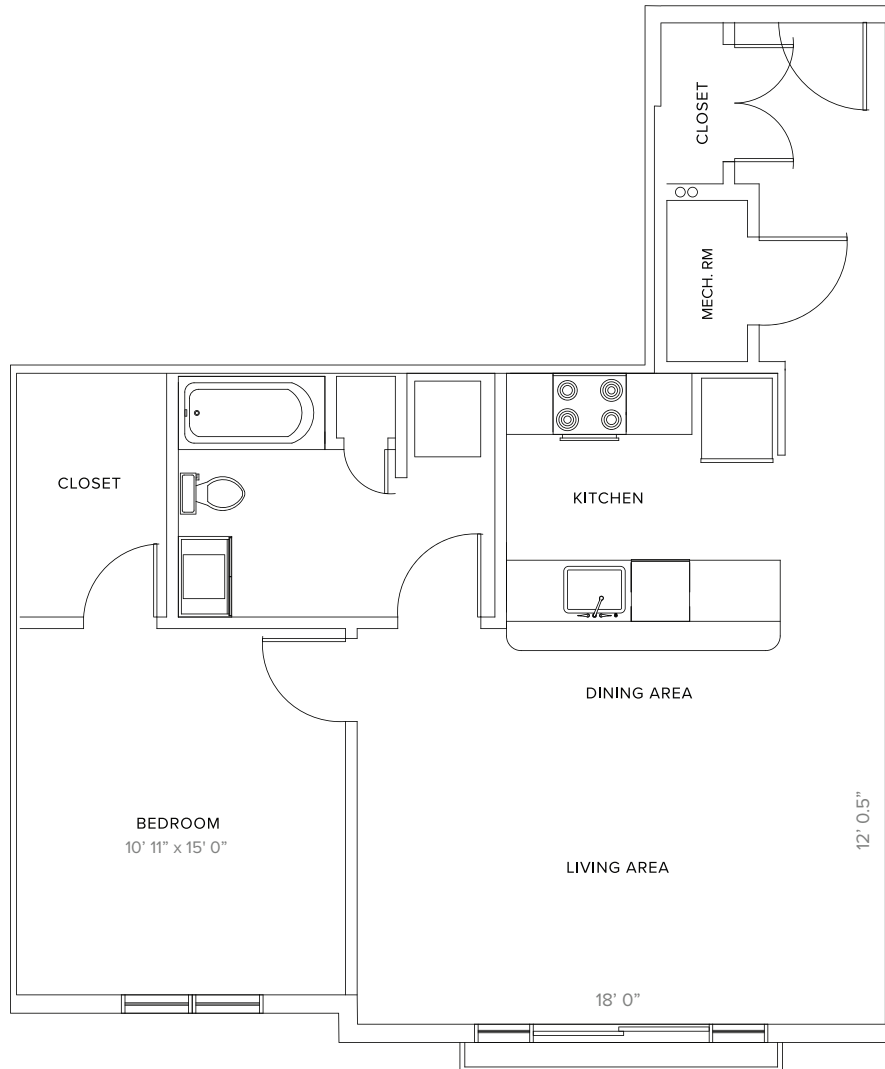 CLOSET
MECH. RM
CLOSET
KITCHEN
DINING AREA
BEDROOM
10’ 11” x 15’ 0”
12’ 0.5”
LIVING AREA
18’ 0”